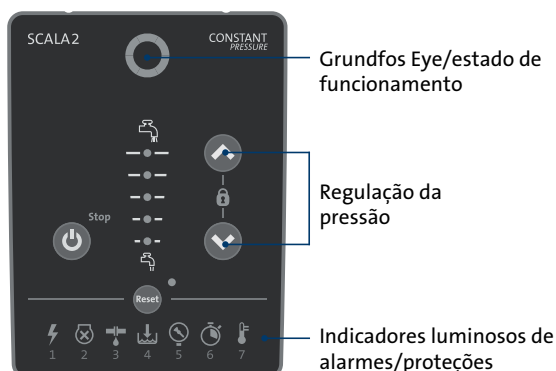 SCALA2
CONSTANT
PRESSURE
Grundfos Eye/estado de
funcionamento
Regulação da
pressão
Stop
Reset
1 2 3 4 5 6 7
Indicadores luminosos de
alarmes/proteções